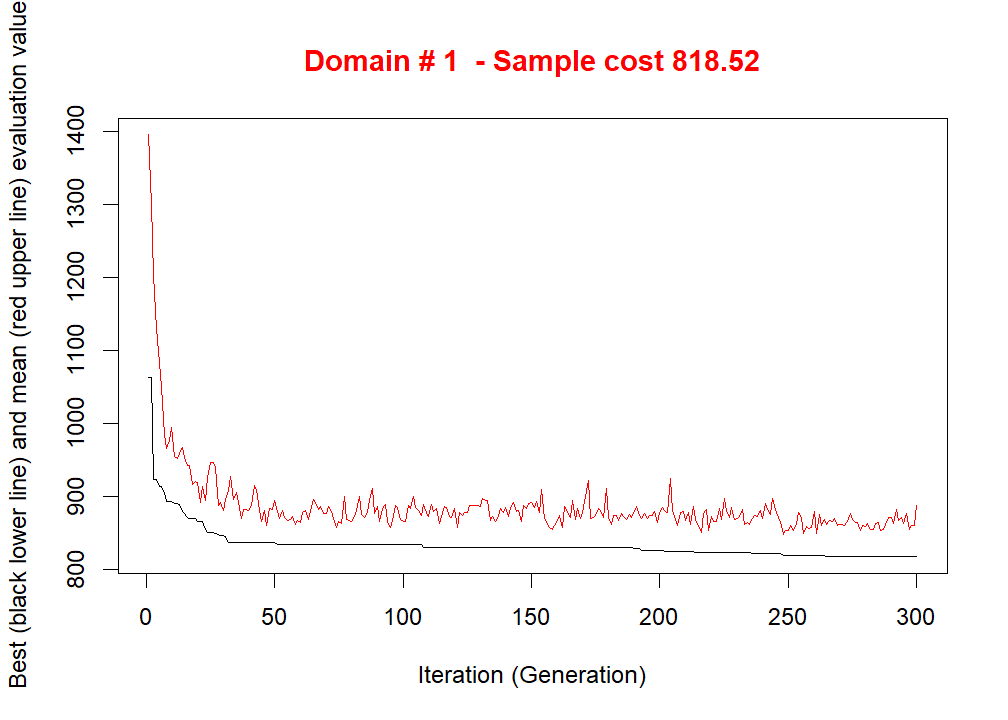 Domain # 1  - Sample cost 818.52
Best (black lower line) and mean (red upper line) evaluation value
1400
1300
1200
1100
1000
900
800
0 50 100 150 200 250 300
Iteration (Generation)